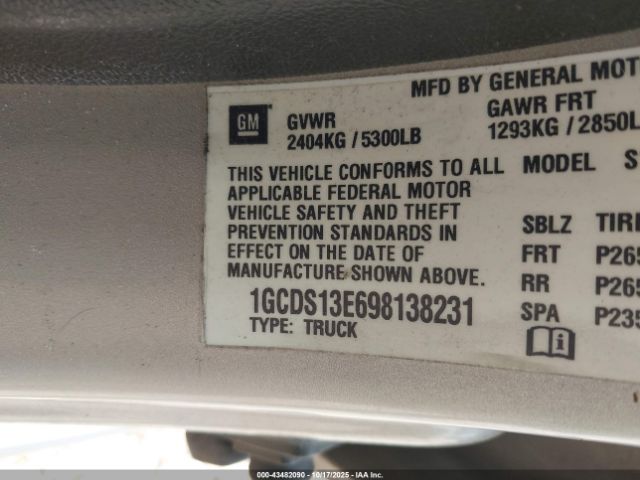 MFD BY GENERAL
GM
GVWR GAWR FRT
2404KG / 5300LB 1293KG / 2850L
THIS VEHICLE CONFORMS TO ALL MODEL S
APPLICABLE FEDERAL MOTOR
VEHICLE SAFETY AND THEFT
PREVENTION STANDARDS IN SBLZ
EFFECT ON THE DATE OF FRT P265
MANUFACTURE SHOWN ABOVE. RR P265
1GCDS13E698138231 SPA P235
TYPE: TRUCK
000-43482090 - 10/17/2025 - IAA Inc.